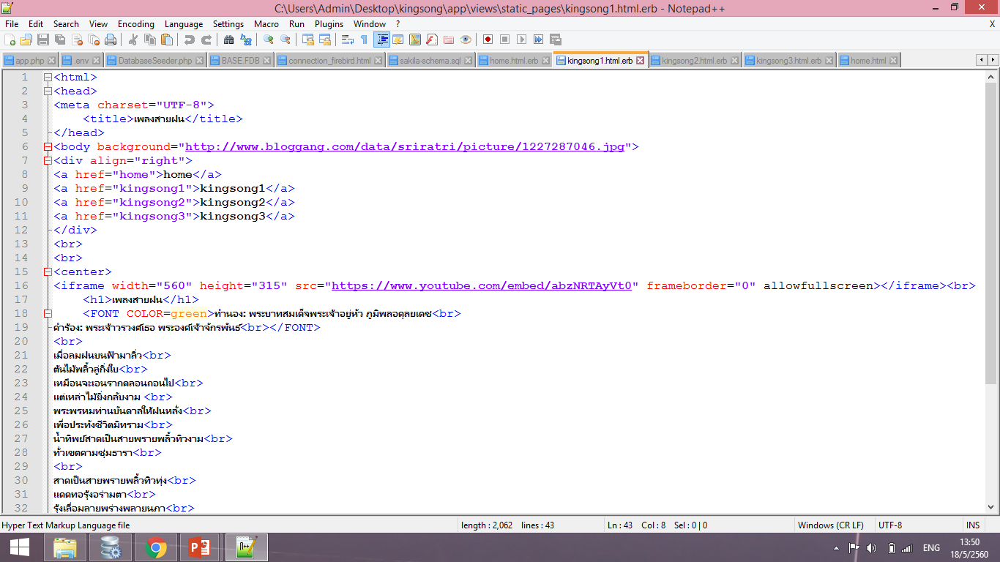 C:\Users\Admin\Desktop\kingsong\app\views\static_pages\kingsong1.html.erb - Notepad++
File Edit Search View Encoding Language Settings Macro Run Plugins Window ? X
app.php .env DatabaseSeeder.php BASE.FDB connection_firebird.html sakila-schema.sql home.html.erb kingsong1.html.erb kingsong2.html.erb kingsong3.html.erb home.html
1 <html>
2 <head>
3 <meta charset="UTF-8">
4 <title>เพลงสายฝน</title>
5 </head>
6 <body background="http://www.bloggang.com/data/sriratri/picture/1227287046.jpg">
7 <div align="right">
8 <a href="home">home</a>
9 <a href="kingsong1">kingsong1</a>
10 <a href="kingsong2">kingsong2</a>
11 <a href="kingsong3">kingsong3</a>
12 </div>
13 <br>
14 <br>
15 <center>
16 <iframe width="560" height="315" src="https://www.youtube.com/embed/abzNRTAyVt0" frameborder="0" allowfullscreen></iframe><br>
17 <h1>เพลงสายฝน</h1>
18 <FONT COLOR=green>ทำนอง: พระบาทสมเด็จพระเจ้าอยู่หัว ภูมิพลอดุลยเดช<br>
19 คำร้อง: พระเจ้าวรวงศ์เธอ พระองค์เจ้าจักรพันธ์<br></FONT>
20 <br>
21 เมื่อลมฝนบนฟ้ามาลิ่ว<br>
22 ต้นไม้พลิ้วลู่กิ่งใบ<br>
23 เหมือนจะเอนรากคลอนถอนไป<br>
24 แต่เหล่าไม้ยิ่งกลับงาม <br>
25 พระพรหมท่านบันดาลให้ฝนหลั่ง<br>
26 เพื่อประทังชีวิตมิทราม<br>
27 น้ำทิพย์สาดเป็นสายพรายพลิ้วทิวงาม<br>
28 ทั่วเขตคามชุ่มธารา<br>
29 <br>
30 สาดเป็นสายพรายพลิ้วทิวทุ่ง<br>
31 แดดทอรุ้งอร่ามตา<br>
32 รุ้งเลื่อมลายพร่างพลายนภา<br>
Hyper Text Markup Language file length : 2,062 lines : 43 Ln : 43 Col : 8 Sel : 0 | 0 Windows (CR LF) UTF-8 INS
ENG 13:50
18/5/2560